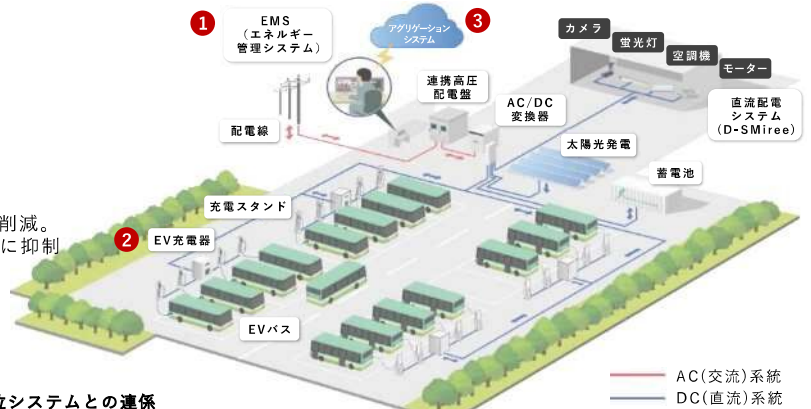 1
EMS
(エネルギー
管理システム)
アグリゲーション
システム
3
カメラ
蛍光灯
空調機
モーター
連携高圧
配電盤
AC/DC
変換器
直流配電
システム
(D-SMiree)
配電線
太陽光発電
蓄電池
充電スタンド
削減。
に抑制
2
EV充電器
EVバス
AC(交流)系統
DC(直流)系統
位システムとの連係